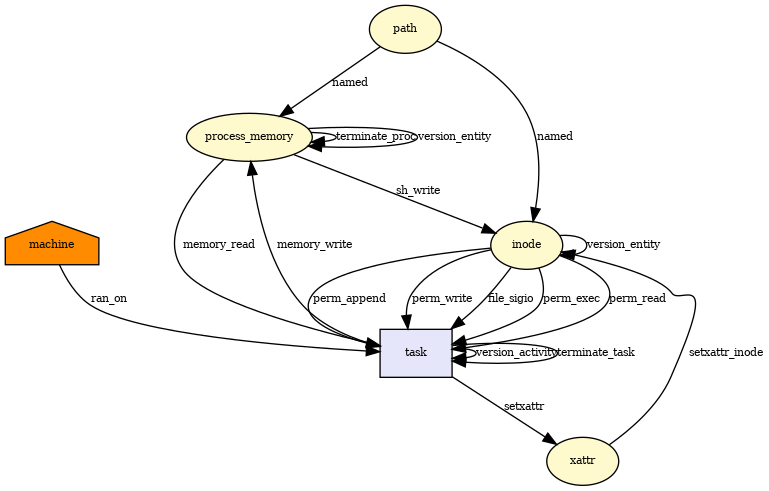 path
named
process_memory
terminate_proc
version_entity
named
sh_write
machine
memory_read
memory_write
inode
version_entity
ran_on
perm_append
perm_write
file_sigio
perm_exec
perm_read
task
version_activity
terminate_task
setxattr_inode
setxattr
xattr